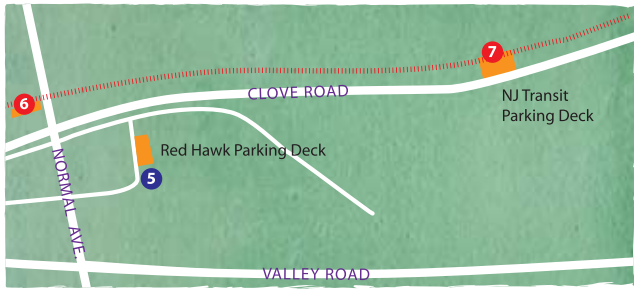 7
6
CLOVE ROAD
NJ Transit
Parking Deck
Red Hawk Parking Deck
5
NORMAL AVE.
VALLEY ROAD